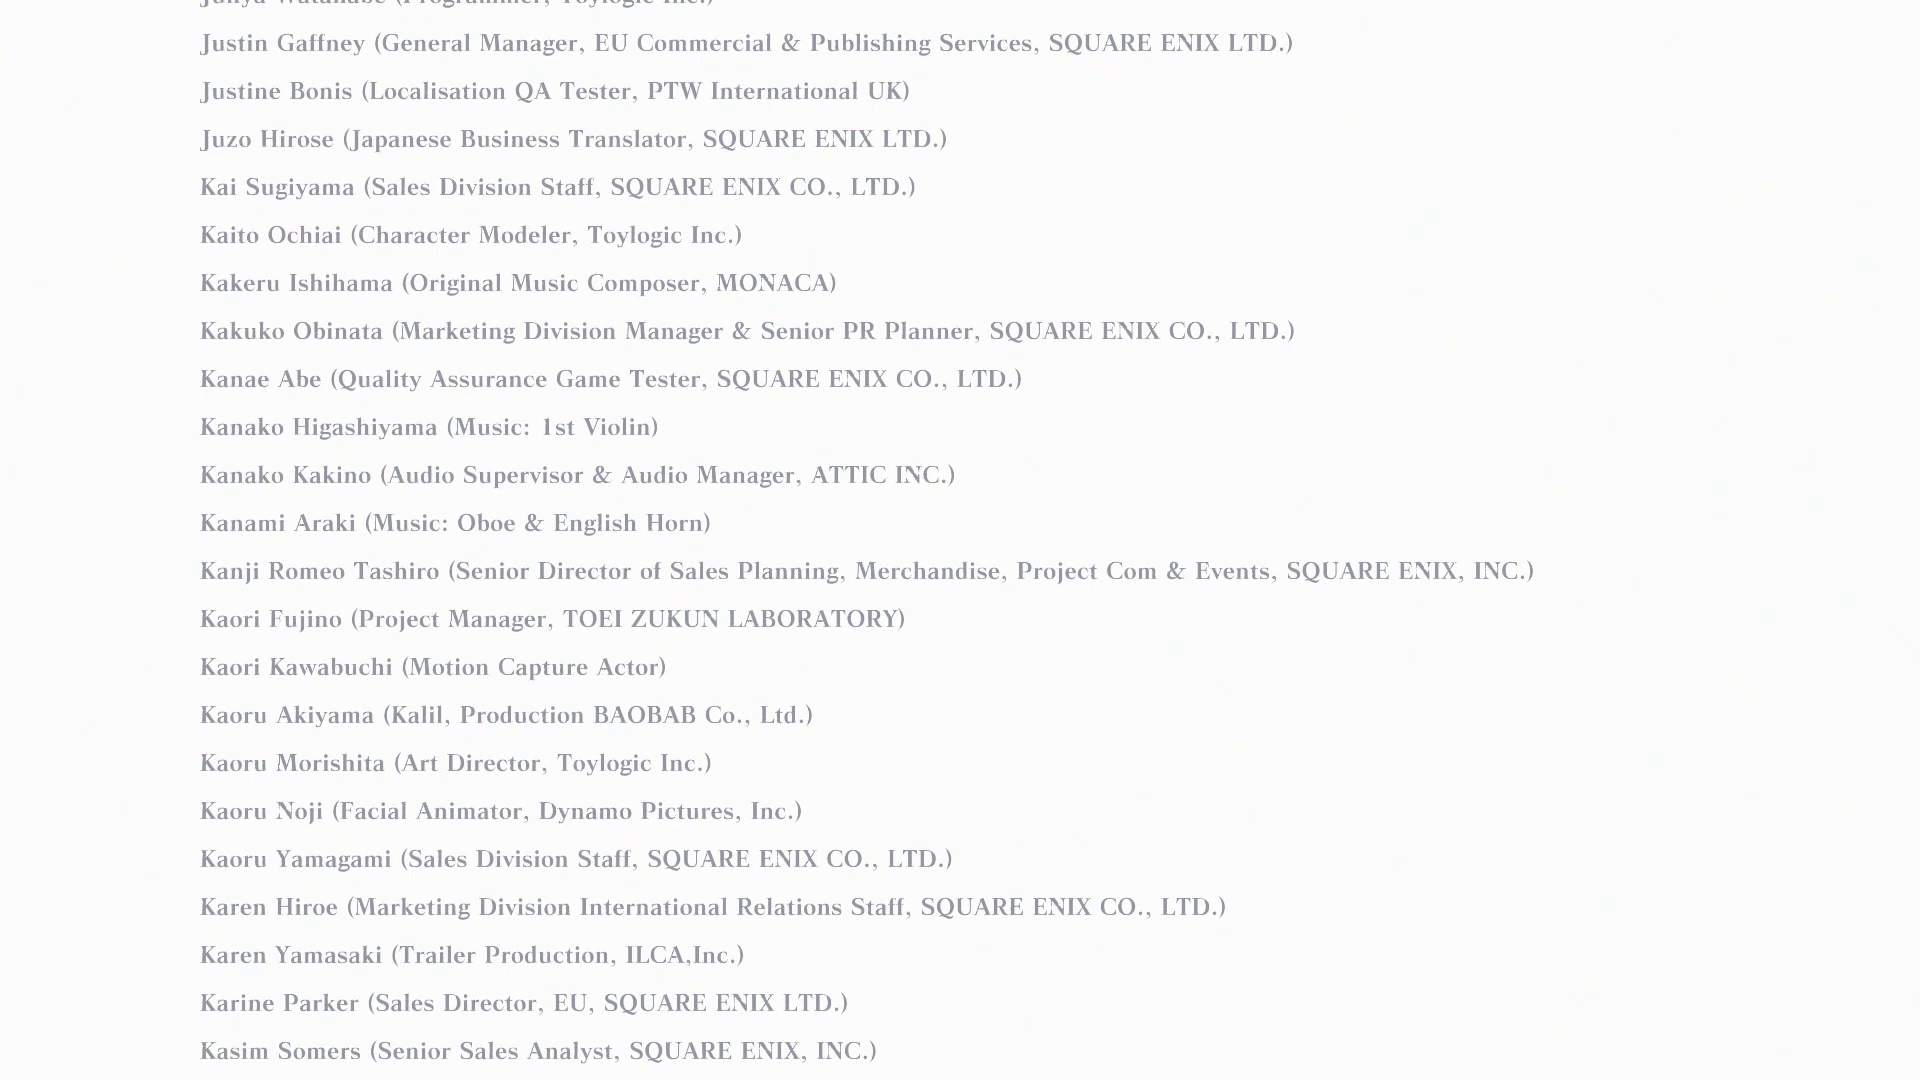 Junya Watanabe (Programmer, Toylogic Inc.)
Justin Gaffney (General Manager, EU Commercial & Publishing Services, SQUARE ENIX LTD.)
Justine Bonis (Localisation QA Tester, PTW International UK)
Juzo Hirose (Japanese Business Translator, SQUARE ENIX LTD.)
Kai Sugiyama (Sales Division Staff, SQUARE ENIX CO., LTD.)
Kaito Ochiai (Character Modeler, Toylogic Inc.)
Kakeru Ishihama (Original Music Composer, MONACA)
Kakuko Obinata (Marketing Division Manager & Senior PR Planner, SQUARE ENIX CO., LTD.)
Kanae Abe (Quality Assurance Game Tester, SQUARE ENIX CO., LTD.)
Kanako Higashiyama (Music: 1st Violin)
Kanako Kakino (Audio Supervisor & Audio Manager, ATTIC INC.)
Kanami Araki (Music: Oboe & English Horn)
Kanji Romeo Tashiro (Senior Director of Sales Planning, Merchandise, Project Com & Events, SQUARE ENIX, INC.)
Kaori Fujino (Project Manager, TOEI ZUKUN LABORATORY)
Kaori Kawabuchi (Motion Capture Actor)
Kaoru Akiyama (Kalil, Production BAOBAB Co., Ltd.)
Kaoru Morishita (Art Director, Toylogic Inc.)
Kaoru Noji (Facial Animator, Dynamo Pictures, Inc.)
Kaoru Yamagami (Sales Division Staff, SQUARE ENIX CO., LTD.)
Karen Hiroe (Marketing Division International Relations Staff, SQUARE ENIX CO., LTD.)
Karen Yamasaki (Trailer Production, ILCA,Inc.)
Karine Parker (Sales Director, EU, SQUARE ENIX LTD.)
Kasim Somers (Senior Sales Analyst, SQUARE ENIX, INC.)